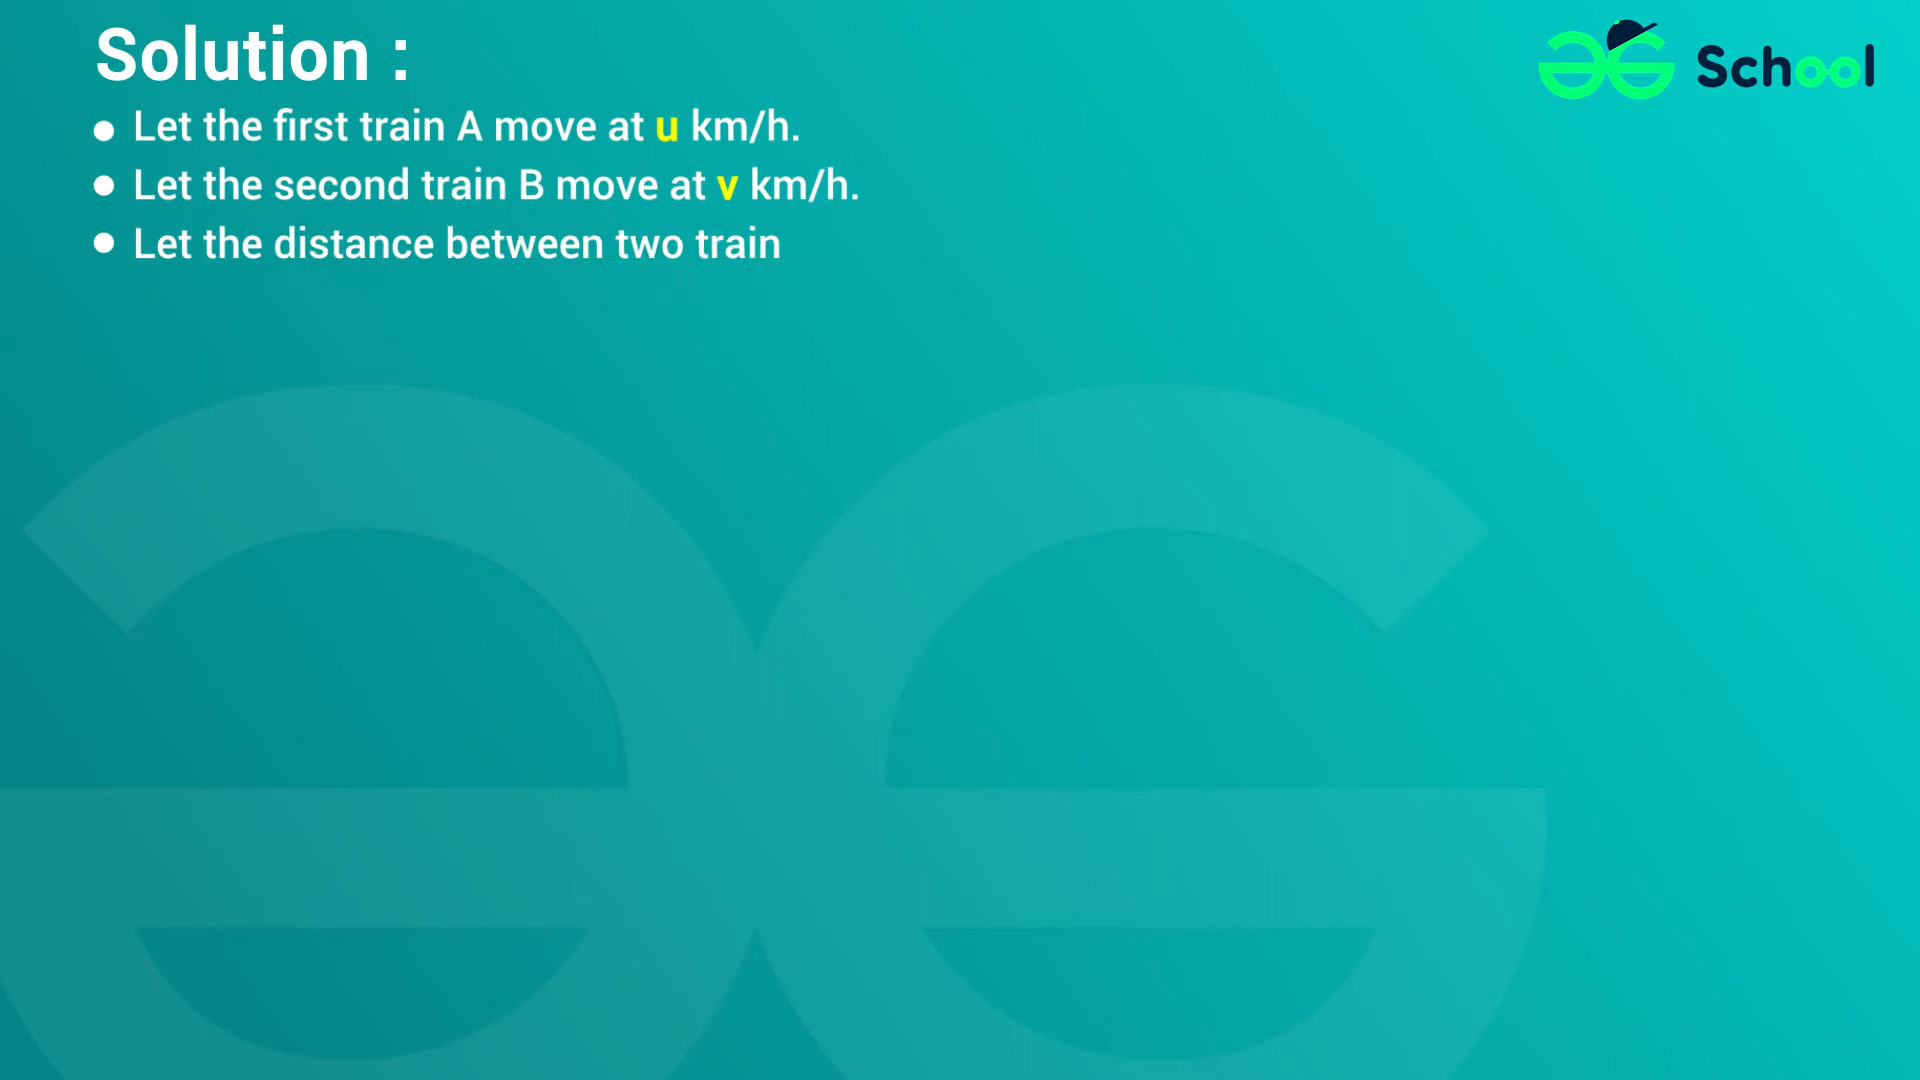 Solution :
School
● Let the first train A move at u km/h.
● Let the second train B move at v km/h.
● Let the distance between two train